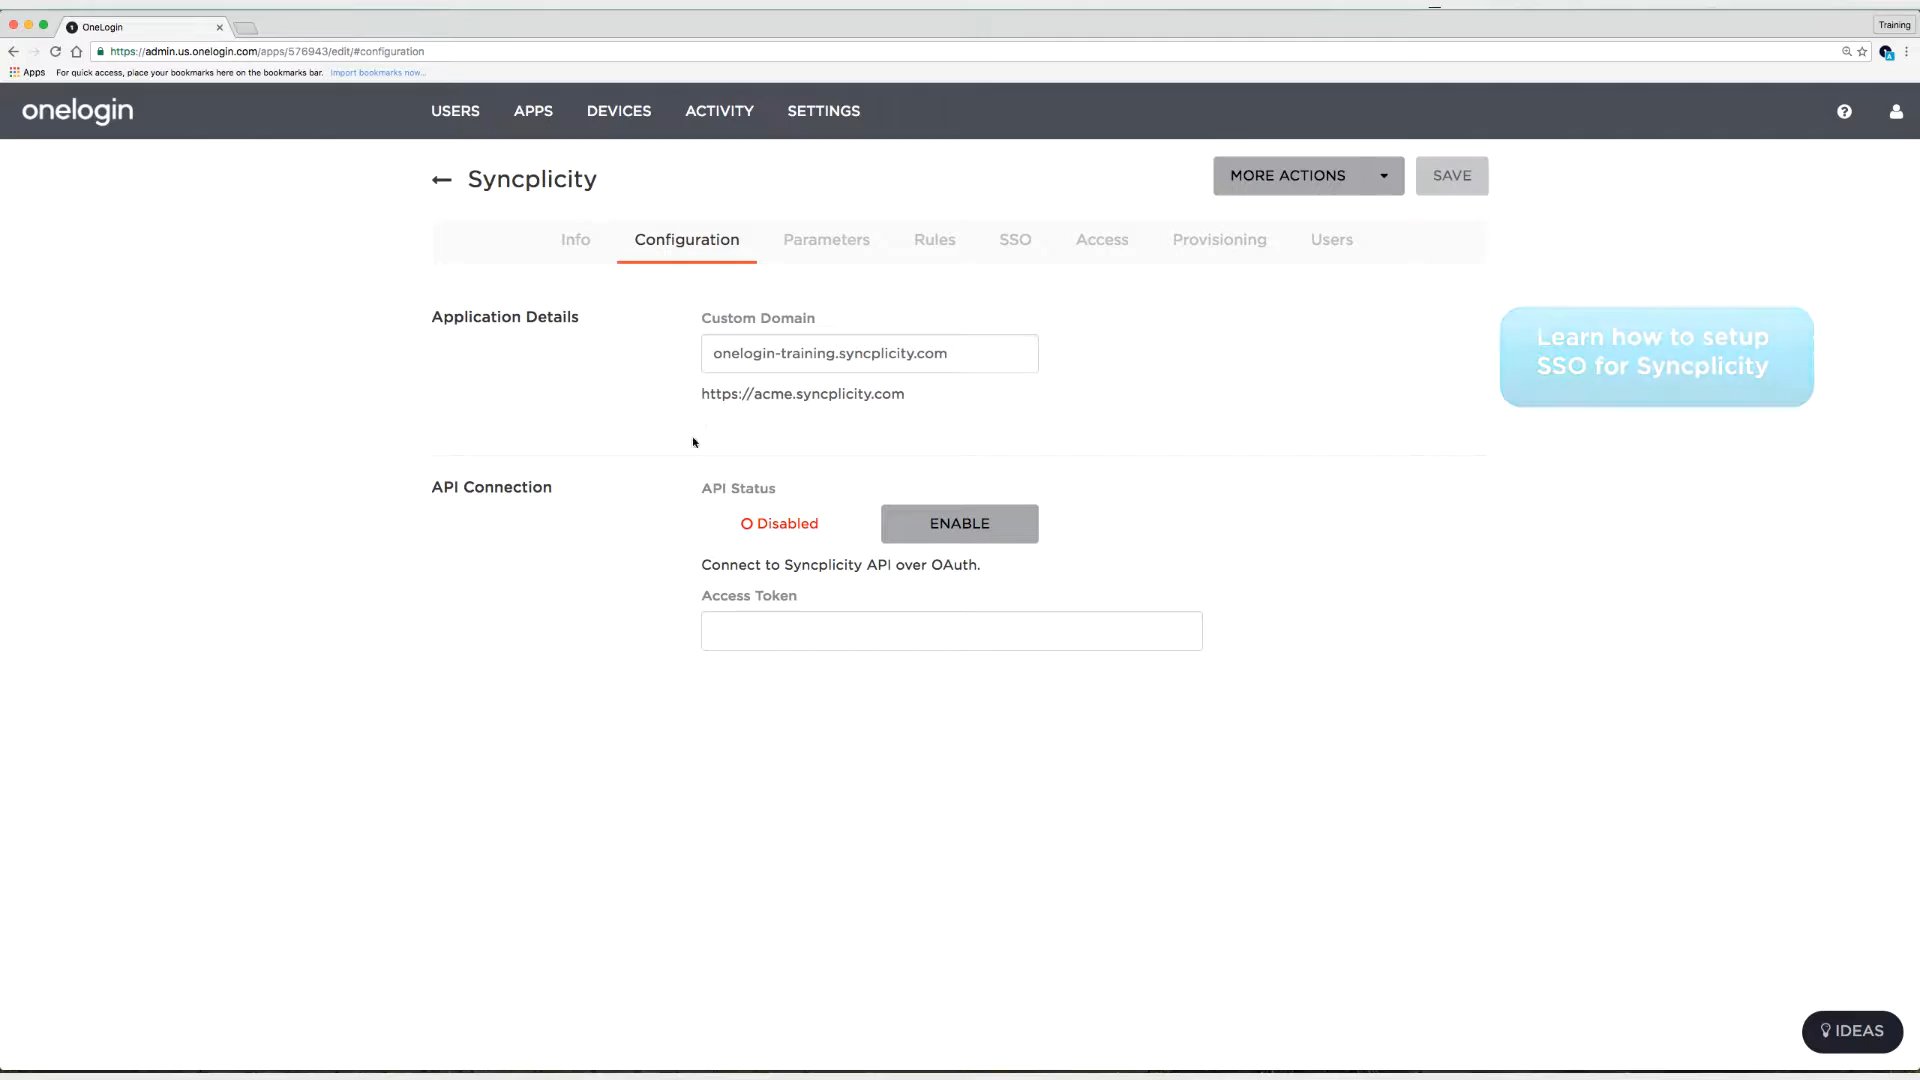 OneLogin
Training
https://admin.us.onelogin.com/apps/576943/edit/#configuration
Apps For quick access, place your bookmarks here on the bookmarks bar. Import bookmarks now...
onelogin
USERS APPS DEVICES ACTIVITY SETTINGS
Syncplicity
MORE ACTIONS SAVE
Info Configuration Parameters Rules SSO Access Provisioning Users
Application Details
Custom Domain
onelogin-training.syncplicity.com
https://acme.syncplicity.com
Learn how to setup
SSO for Syncplicity
API Connection
API Status
Disabled
ENABLE
Connect to Syncplicity API over OAuth.
Access Token
IDEAS